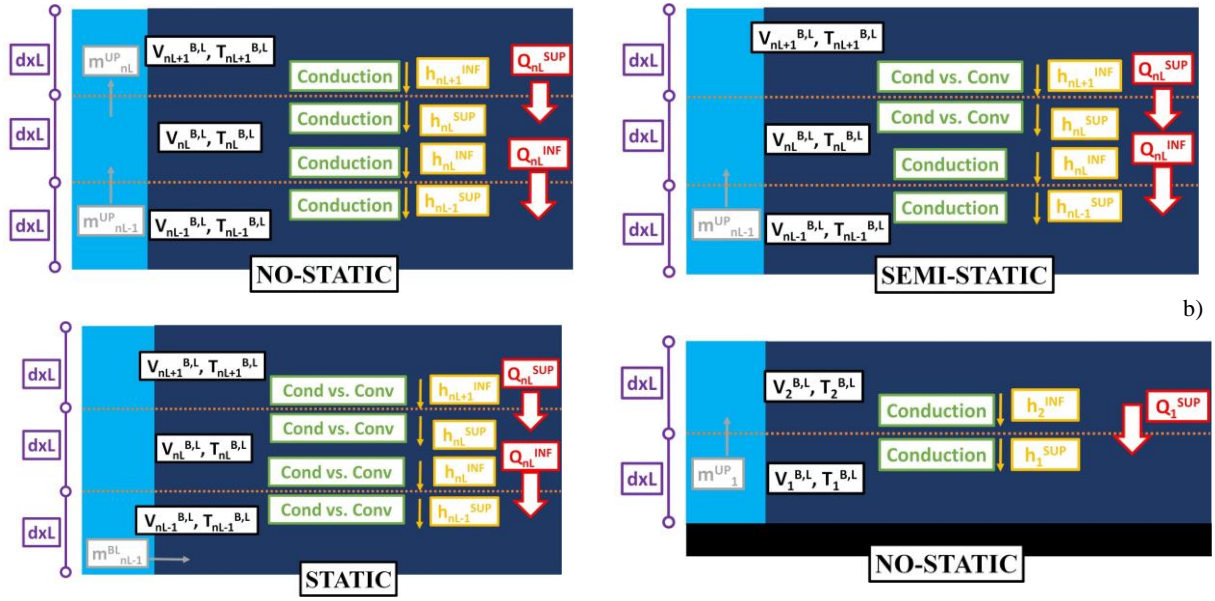 dxL
dxL
dxL
m^UP_nL
m^UP_nL-1
V_nL+1^B,L, T_nL+1^B,L
V_nL^B,L, T_nL^B,L
V_nL-1^B,L, T_nL-1^B,L
Conduction h_nL+1^INF
Conduction h_nL^SUP
Conduction h_nL^INF
Conduction h_nL-1^SUP
Q_nL^SUP
Q_nL^INF
NO-STATIC
dxL
dxL
dxL
m^UP_nL-1
V_nL+1^B,L, T_nL+1^B,L
V_nL^B,L, T_nL^B,L
V_nL-1^B,L, T_nL-1^B,L
Cond vs. Conv h_nL+1^INF
Cond vs. Conv h_nL^SUP
Conduction h_nL^INF
Conduction h_nL-1^SUP
Q_nL^SUP
Q_nL^INF
SEMI-STATIC
b)
dxL
dxL
dxL
m^BL_nL-1
V_nL+1^B,L, T_nL+1^B,L
V_nL^B,L, T_nL^B,L
V_nL-1^B,L, T_nL-1^B,L
Cond vs. Conv h_nL+1^INF
Cond vs. Conv h_nL^SUP
Cond vs. Conv h_nL^INF
Cond vs. Conv h_nL-1^SUP
Q_nL^SUP
Q_nL^INF
STATIC
dxL
dxL
m^UP_1
V_2^B,L, T_2^B,L
V_1^B,L, T_1^B,L
Conduction h_2^INF
Conduction h_1^SUP
Q_1^SUP
NO-STATIC